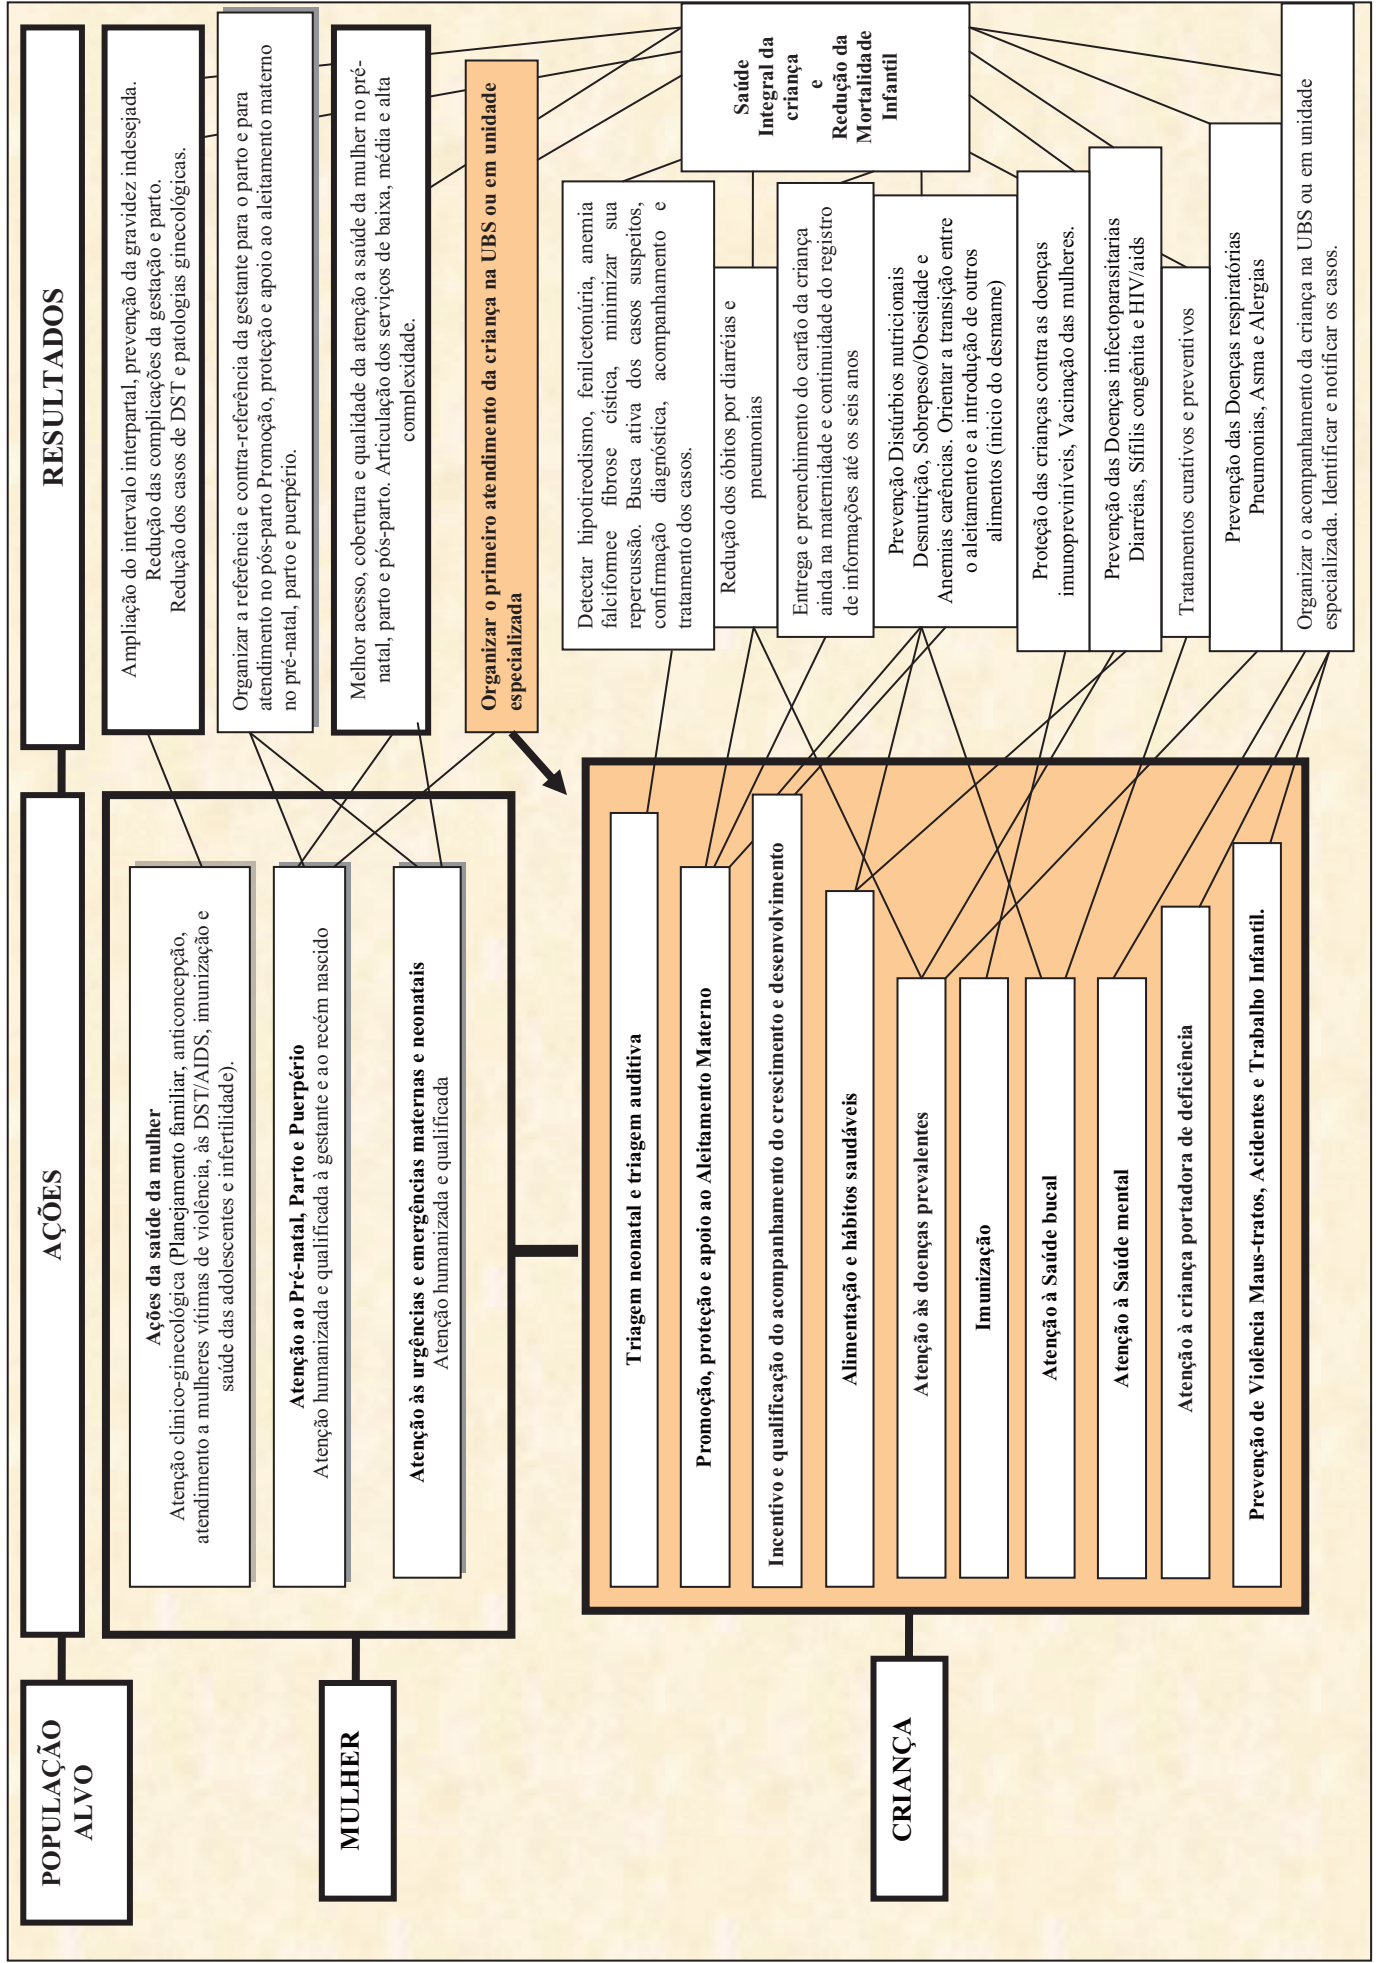 POPULAÇÃO
ALVO
AÇÕES
RESULTADOS
MULHER
Ações da saúde da mulher
Atenção clinico-ginecológica (Planejamento familiar, anticoncepção,
atendimento a mulheres vítimas de violência, às DST/AIDS, imunização e
saúde das adolescentes e infertilidade).
Atenção ao Pré-natal, Parto e Puerpério
Atenção humanizada e qualificada à gestante e ao recém nascido
Atenção às urgências e emergências maternas e neonatais
Atenção humanizada e qualificada
Ampliação do intervalo interpartal, prevenção da gravidez indesejada.
Redução das complicações da gestação e parto.
Redução dos casos de DST e patologias ginecológicas.
Organizar a referência e contra-referência da gestante para o parto e para
atendimento no pós-parto Promoção, proteção e apoio ao aleitamento materno
no pré-natal, parto e puerpério.
Melhor acesso, cobertura e qualidade da atenção a saúde da mulher no pré-
natal, parto e pós-parto. Articulação dos serviços de baixa, média e alta
complexidade.
Organizar o primeiro atendimento da criança na UBS ou em unidade
especializada
CRIANÇA
Triagem neonatal e triagem auditiva
Promoção, proteção e apoio ao Aleitamento Materno
Incentivo e qualificação do acompanhamento do crescimento e desenvolvimento
Alimentação e hábitos saudáveis
Atenção às doenças prevalentes
Imunização
Atenção à Saúde bucal
Atenção à Saúde mental
Atenção à criança portadora de deficiência
Prevenção de Violência Maus-tratos, Acidentes e Trabalho Infantil.
Detectar hipotireodismo, fenilcetonúria, anemia
falciformee fibrose cística, minimizar sua
repercussão. Busca ativa dos casos suspeitos,
confirmação diagnóstica, acompanhamento e
tratamento dos casos.
Redução dos óbitos por diarréias e
pneumonias
Entrega e preenchimento do cartão da criança
ainda na maternidade e continuidade do registro
de informações até os seis anos
Prevenção Distúrbios nutricionais
Desnutrição, Sobrepeso/Obesidade e
Anemias carências. Orientar a transição entre
o aleitamento e a introdução de outros
alimentos (inicio do desmame)
Proteção das crianças contra as doenças
imunopreviníveis, Vacinação das mulheres.
Prevenção das Doenças infectoparasitarias
Diarréias, Sífilis congênita e HIV/aids
Tratamentos curativos e preventivos
Prevenção das Doenças respiratórias
Pneumonias, Asma e Alergias
Organizar o acompanhamento da criança na UBS ou em unidade
especializada. Identificar e notificar os casos.
Saúde
Integral da
criança
e
Redução da
Mortalidade
Infantil